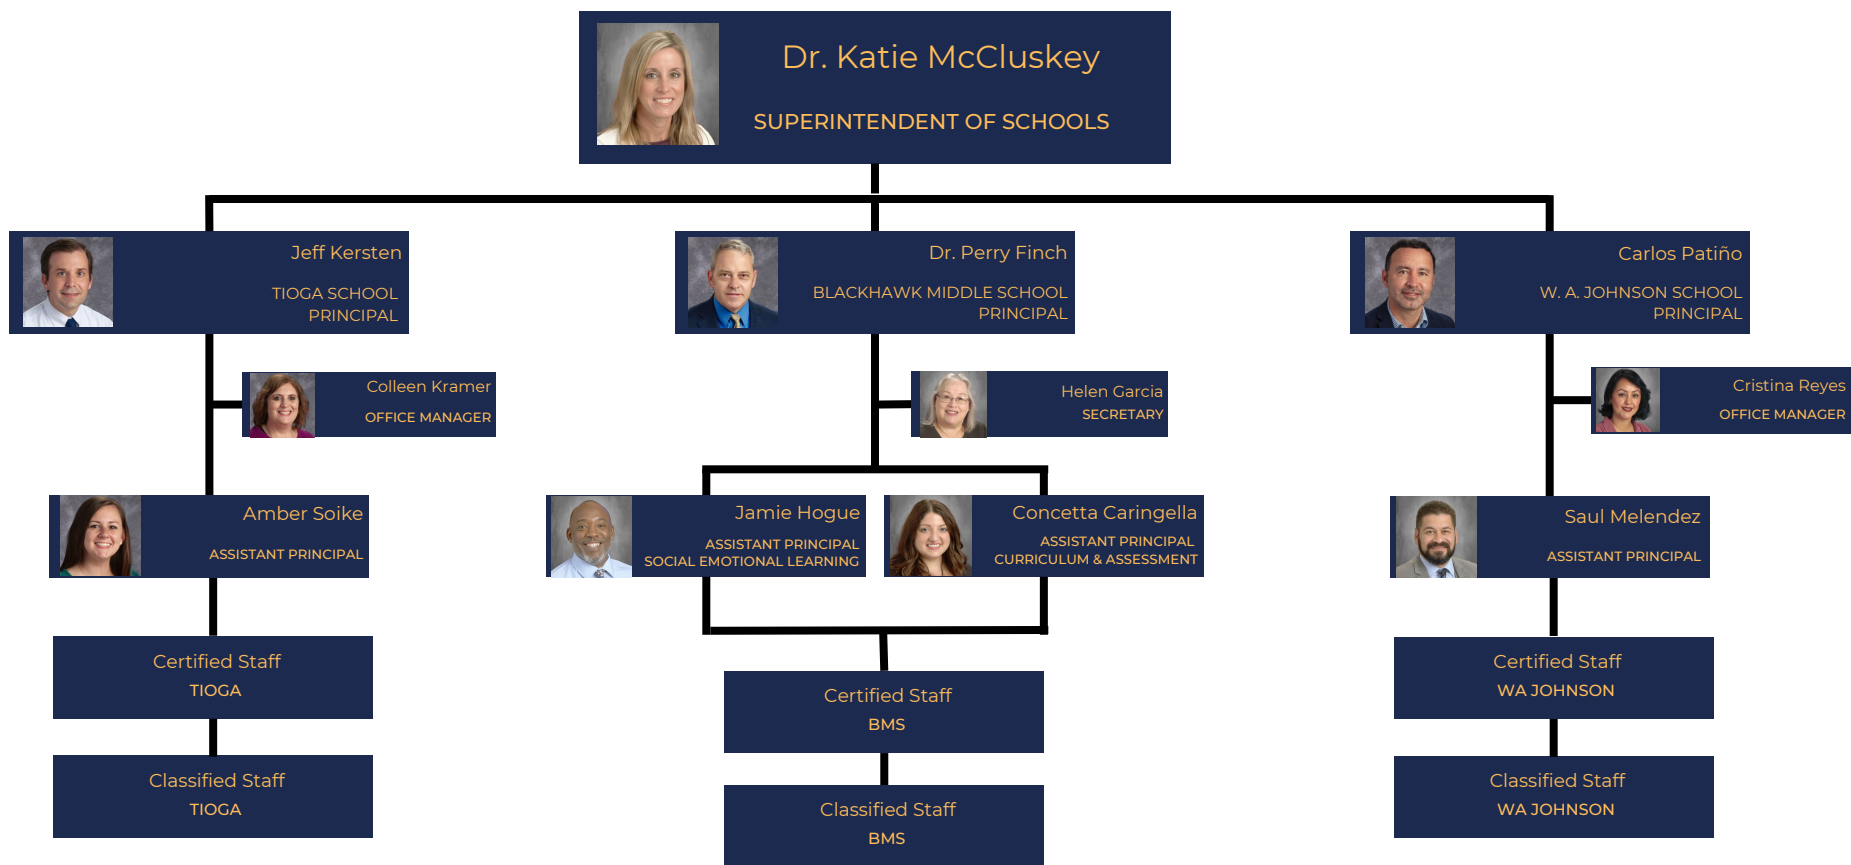 Dr. Katie McCluskey
SUPERINTENDENT OF SCHOOLS
Jeff Kersten
TIOGA SCHOOL
PRINCIPAL
Dr. Perry Finch
BLACKHAWK MIDDLE SCHOOL
PRINCIPAL
Carlos Patiño
W. A. JOHNSON SCHOOL
PRINCIPAL
Colleen Kramer
OFFICE MANAGER
Helen Garcia
SECRETARY
Cristina Reyes
OFFICE MANAGER
Amber Soike
ASSISTANT PRINCIPAL
Jamie Hogue
ASSISTANT PRINCIPAL
SOCIAL EMOTIONAL LEARNING
Concetta Caringella
ASSISTANT PRINCIPAL
CURRICULUM & ASSESSMENT
Saul Melendez
ASSISTANT PRINCIPAL
Certified Staff
TIOGA
Certified Staff
BMS
Certified Staff
WA JOHNSON
Classified Staff
TIOGA
Classified Staff
BMS
Classified Staff
WA JOHNSON